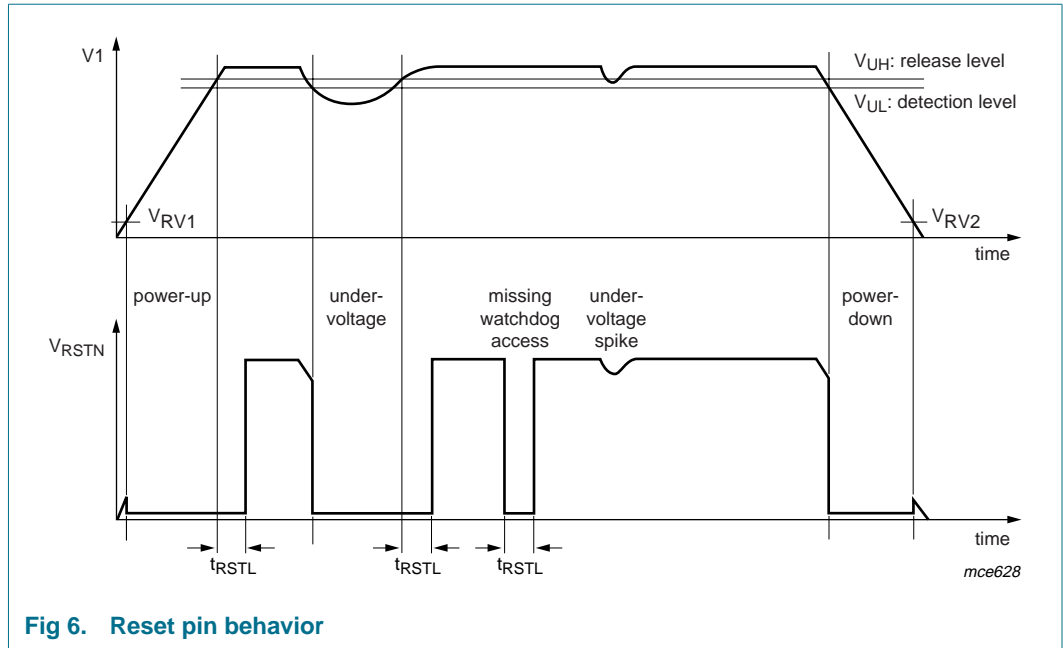 V1
VUH: release level
VUL: detection level
VRV1
VRV2
time
power-up
under-
voltage
missing
watchdog
access
under-
voltage
spike
power-
down
VRSTN
time
tRSTL
tRSTL
tRSTL
mce628
Fig 6. Reset pin behavior